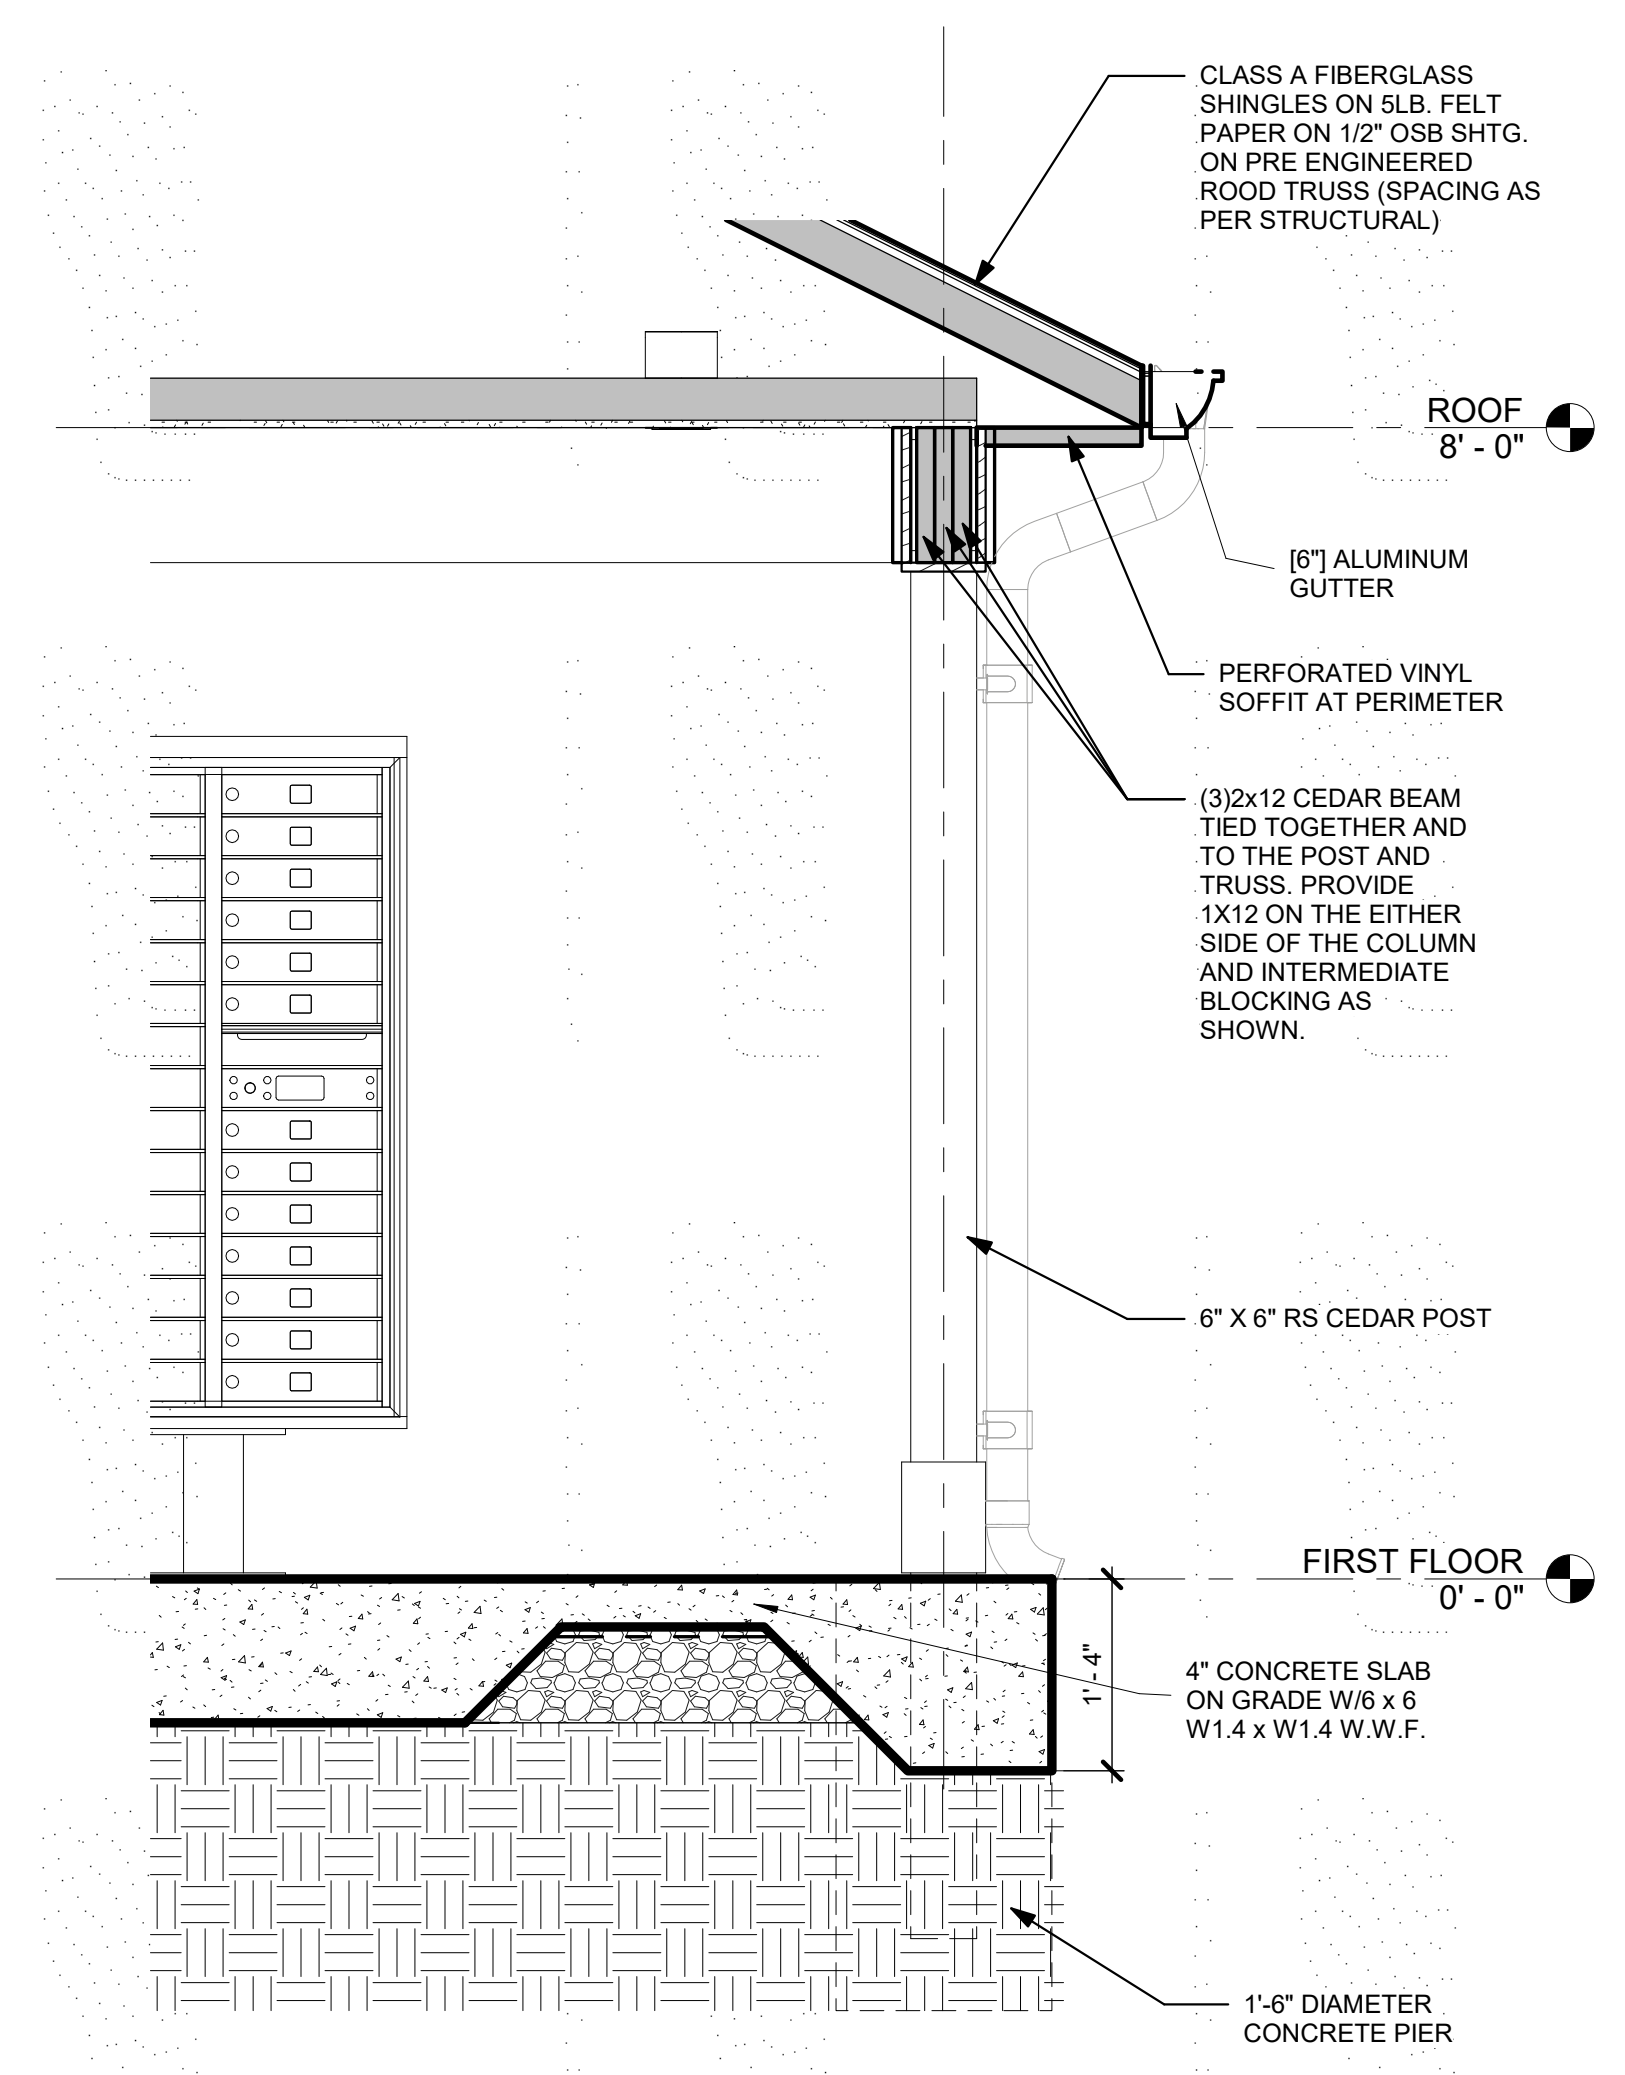 CLASS A FIBERGLASS
SHINGLES ON 5LB. FELT
PAPER ON 1/2" OSB SHTG.
ON PRE ENGINEERED
ROOD TRUSS (SPACING AS
PER STRUCTURAL)
ROOF
8' - 0"
[6"] ALUMINUM
GUTTER
PERFORATED VINYL
SOFFIT AT PERIMETER
(3)2x12 CEDAR BEAM
TIED TOGETHER AND
TO THE POST AND
TRUSS. PROVIDE
1X12 ON THE EITHER
SIDE OF THE COLUMN
AND INTERMEDIATE
BLOCKING AS
SHOWN.
6" X 6" RS CEDAR POST
FIRST FLOOR
0' - 0"
1' - 4"
4" CONCRETE SLAB
ON GRADE W/6 x 6
W1.4 x W1.4 W.W.F.
1'-6" DIAMETER
CONCRETE PIER